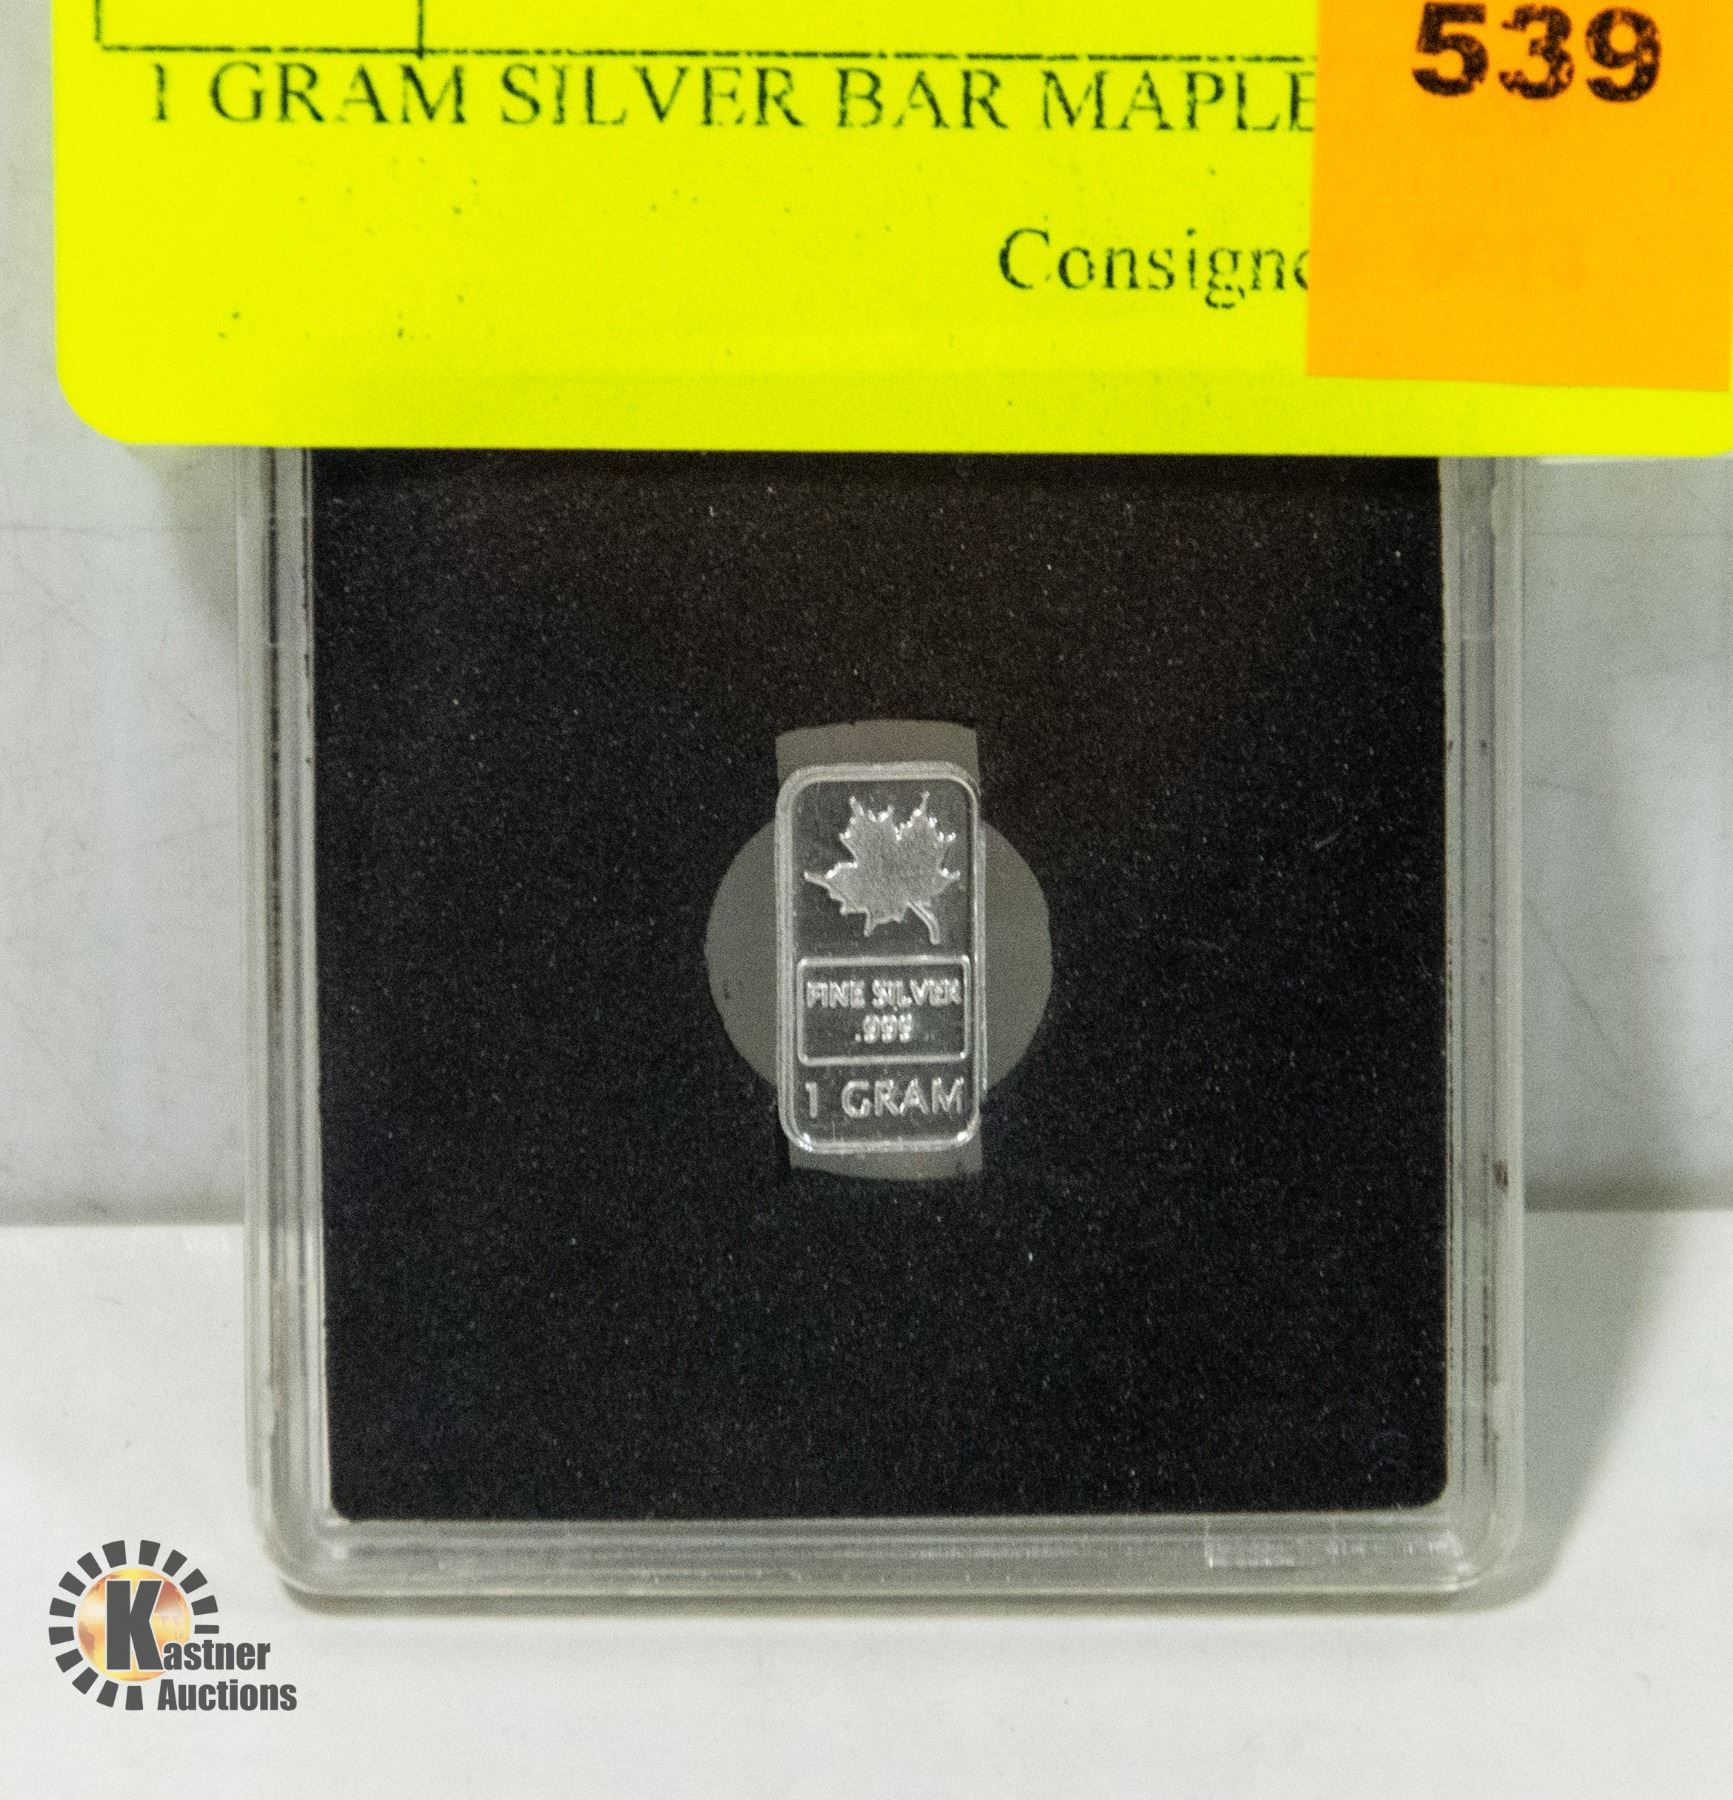 539
1 GRAM SILVER BAR MAPLE
Consigne
FINE SILVER
.999
1 GRAM
Kastner
Auctions